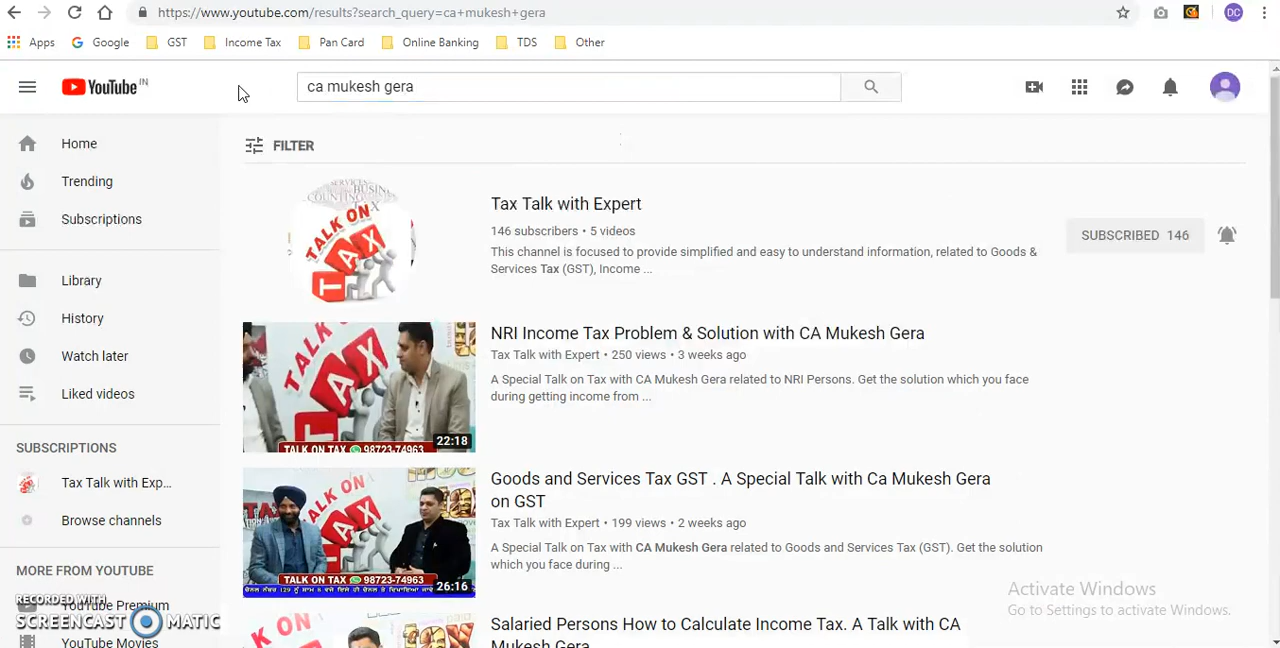 https://www.youtube.com/results?search_query=ca+mukesh+gera
DC
Apps Google GST Income Tax Pan Card Online Banking TDS Other
YouTube IN
ca mukesh gera
Home
Trending
Subscriptions
Library
History
Watch later
Liked videos
SUBSCRIPTIONS
Tax Talk with Exp...
Browse channels
MORE FROM YOUTUBE
YouTube Premium
YouTube Movies
FILTER
TALK ON
TAX
Tax Talk with Expert
146 subscribers • 5 videos
This channel is focused to provide simplified and easy to understand information, related to Goods &
Services Tax (GST), Income ...
SUBSCRIBED 146
TALK ON
TAX
TALK ON TAX 98723-74963
22:18
NRI Income Tax Problem & Solution with CA Mukesh Gera
Tax Talk with Expert • 250 views • 3 weeks ago
A Special Talk on Tax with CA Mukesh Gera related to NRI Persons. Get the solution which you face
during getting income from ...
TALK ON
TAX
TALK ON TAX 98723-74963
26:16
Goods and Services Tax GST . A Special Talk with Ca Mukesh Gera
on GST
Tax Talk with Expert • 199 views • 2 weeks ago
A Special Talk on Tax with CA Mukesh Gera related to Goods and Services Tax (GST). Get the solution
which you face during ...
Salaried Persons How to Calculate Income Tax. A Talk with CA
Mukesh Gera
Activate Windows
Go to Settings to activate Windows.
RECORDED WITH
SCREENCAST MATIC